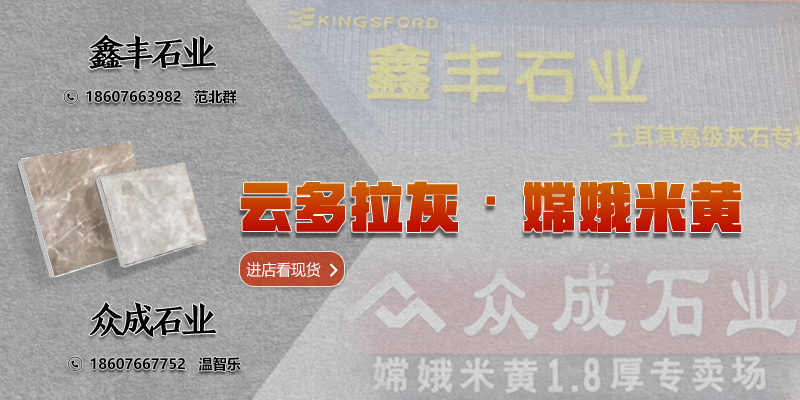 鑫丰石业
18607663982 范北群
KINGSFORD
鑫丰石业
土耳其高级灰石专
云多拉灰·嫦娥米黄
进店看现货
众成石业
18607667752 温智乐
众成石业
嫦娥米黄1.8厚专卖场